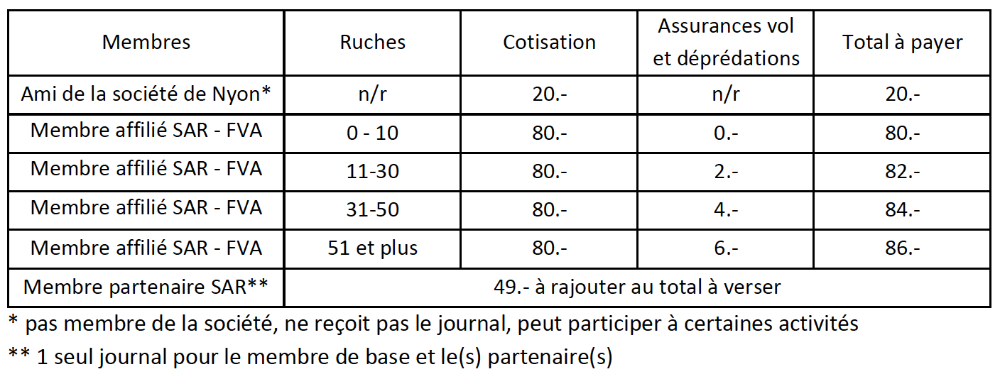 Membres Ruches Cotisation Assurances vol et déprédations Total à payer
Ami de la société de Nyon* n/r 20.- n/r 20.-
Membre affilié SAR - FVA 0 - 10 80.- 0.- 80.-
Membre affilié SAR - FVA 11-30 80.- 2.- 82.-
Membre affilié SAR - FVA 31-50 80.- 4.- 84.-
Membre affilié SAR - FVA 51 et plus 80.- 6.- 86.-
Membre partenaire SAR** 49.- à rajouter au total à verser
* pas membre de la société, ne reçoit pas le journal, peut participer à certaines activités
** 1 seul journal pour le membre de base et le(s) partenaire(s)